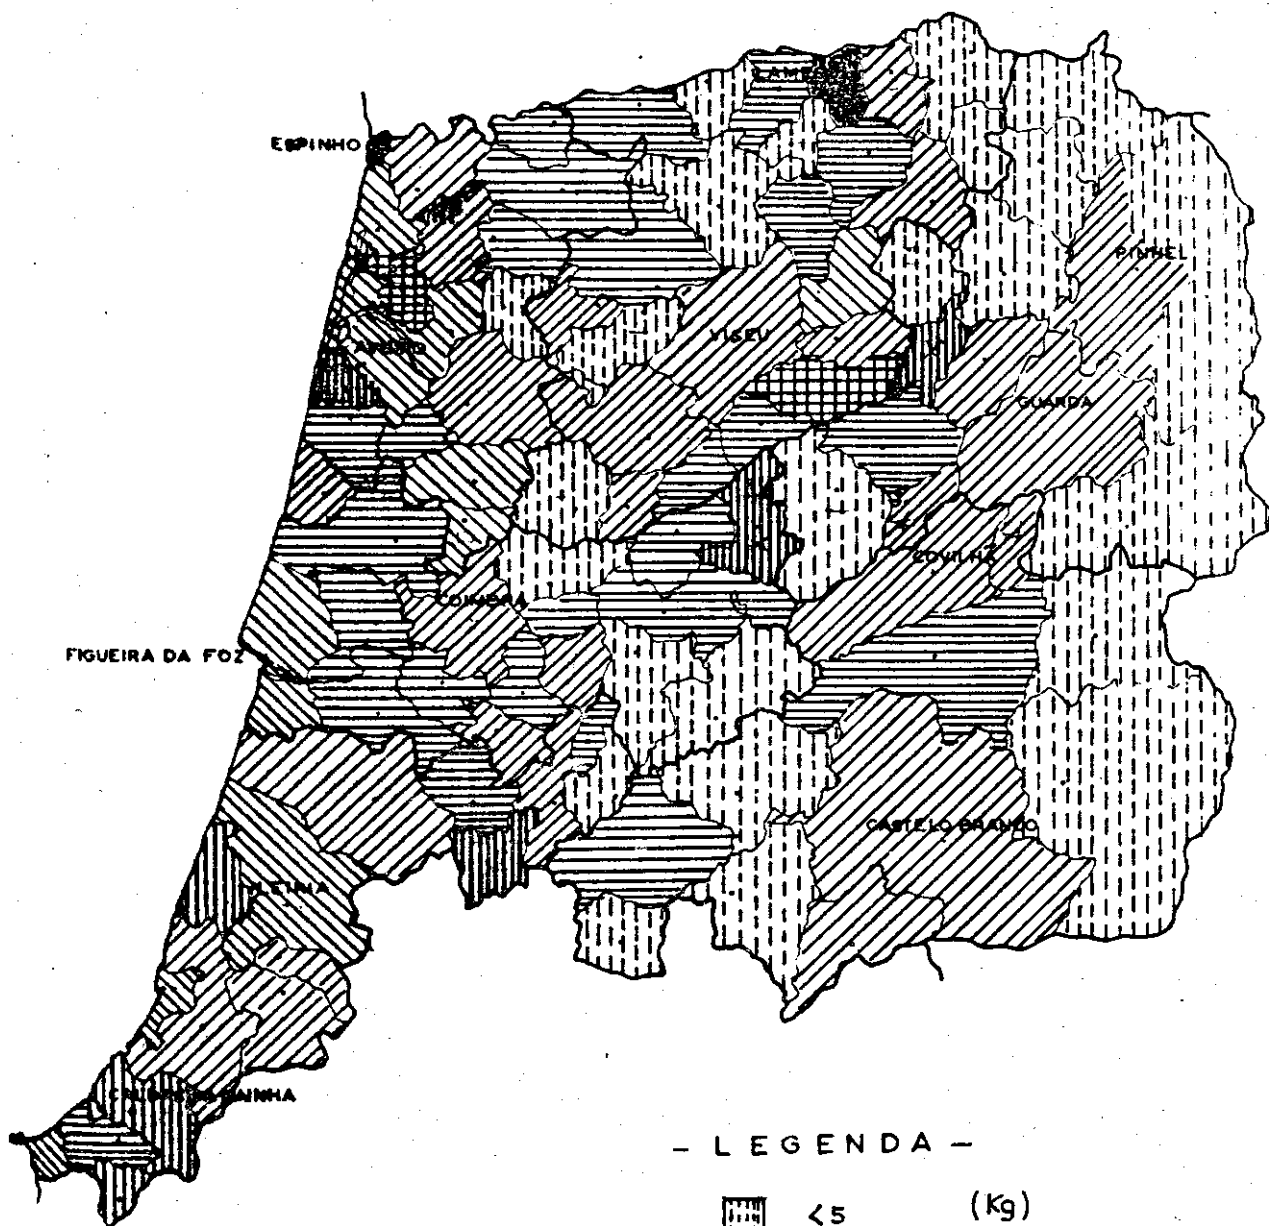 ESPINHO
PINHEL
VISEU
GUARDA
COVILHÃ
COIMBRA
FIGUEIRA DA FOZ
CASTELO BRANCO
LEIRIA
- LEGENDA -
<5 (Kg)